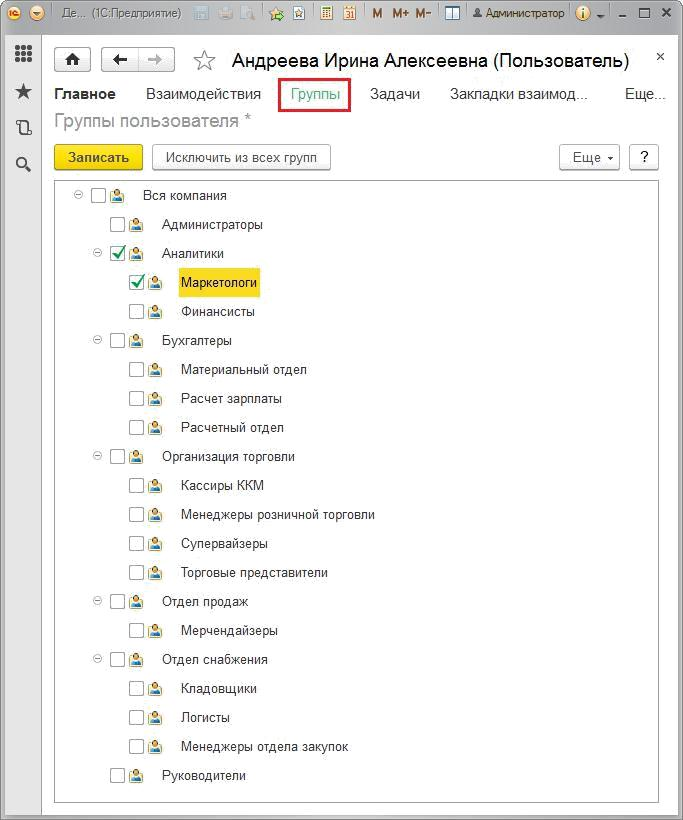 Де... (1С:Предприятие) 31 M M+ M- Администратор
Андреева Ирина Алексеевна (Пользователь)
Главное Взаимодействия Группы Задачи Закладки взаимод... Еще...
Группы пользователя *
Записать Исключить из всех групп Еще ?
Вся компания
Администраторы
Аналитики
Маркетологи
Финансисты
Бухгалтеры
Материальный отдел
Расчет зарплаты
Расчетный отдел
Организация торговли
Кассиры ККМ
Менеджеры розничной торговли
Супервайзеры
Торговые представители
Отдел продаж
Мерчендайзеры
Отдел снабжения
Кладовщики
Логисты
Менеджеры отдела закупок
Руководители